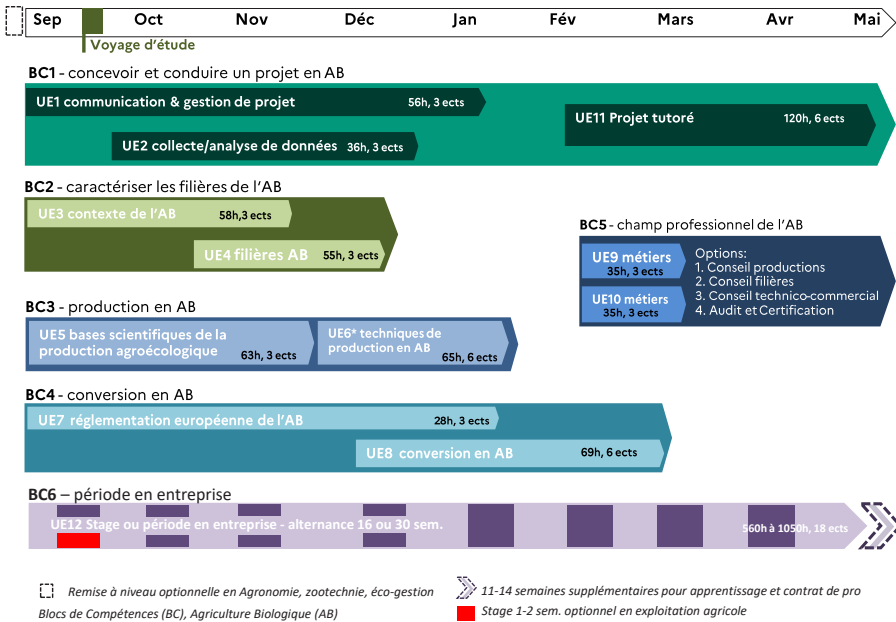 Sep Oct Nov Déc Jan Fév Mars Avr Mai
Voyage d'étude
BC1 - concevoir et conduire un projet en AB
UE1 communication & gestion de projet 56h, 3 ects
UE11 Projet tutoré 120h, 6 ects
UE2 collecte/analyse de données 36h, 3 ects
BC2 - caractériser les filières de l'AB
UE3 contexte de l'AB 58h,3 ects
UE4 filières AB 55h, 3 ects
BC5 - champ professionnel de l'AB
UE9 métiers
35h, 3 ects
UE10 métiers
35h, 3 ects
Options:
1. Conseil productions
2. Conseil filières
3. Conseil technico-commercial
4. Audit et Certification
BC3 - production en AB
UE5 bases scientifiques de la
production agroécologique 63h, 3 ects
UE6* techniques de
production en AB
65h, 6 ects
BC4 - conversion en AB
UE7 réglementation européenne de l'AB 28h, 3 ects
UE8 conversion en AB 69h, 6 ects
BC6 – période en entreprise
UE12 Stage ou période en entreprise - alternance 16 ou 30 sem. 560h à 1050h, 18 ects
Remise à niveau optionnelle en Agronomie, zootechnie, éco-gestion
Blocs de Compétences (BC), Agriculture Biologique (AB)
11-14 semaines supplémentaires pour apprentissage et contrat de pro
Stage 1-2 sem. optionnel en exploitation agricole